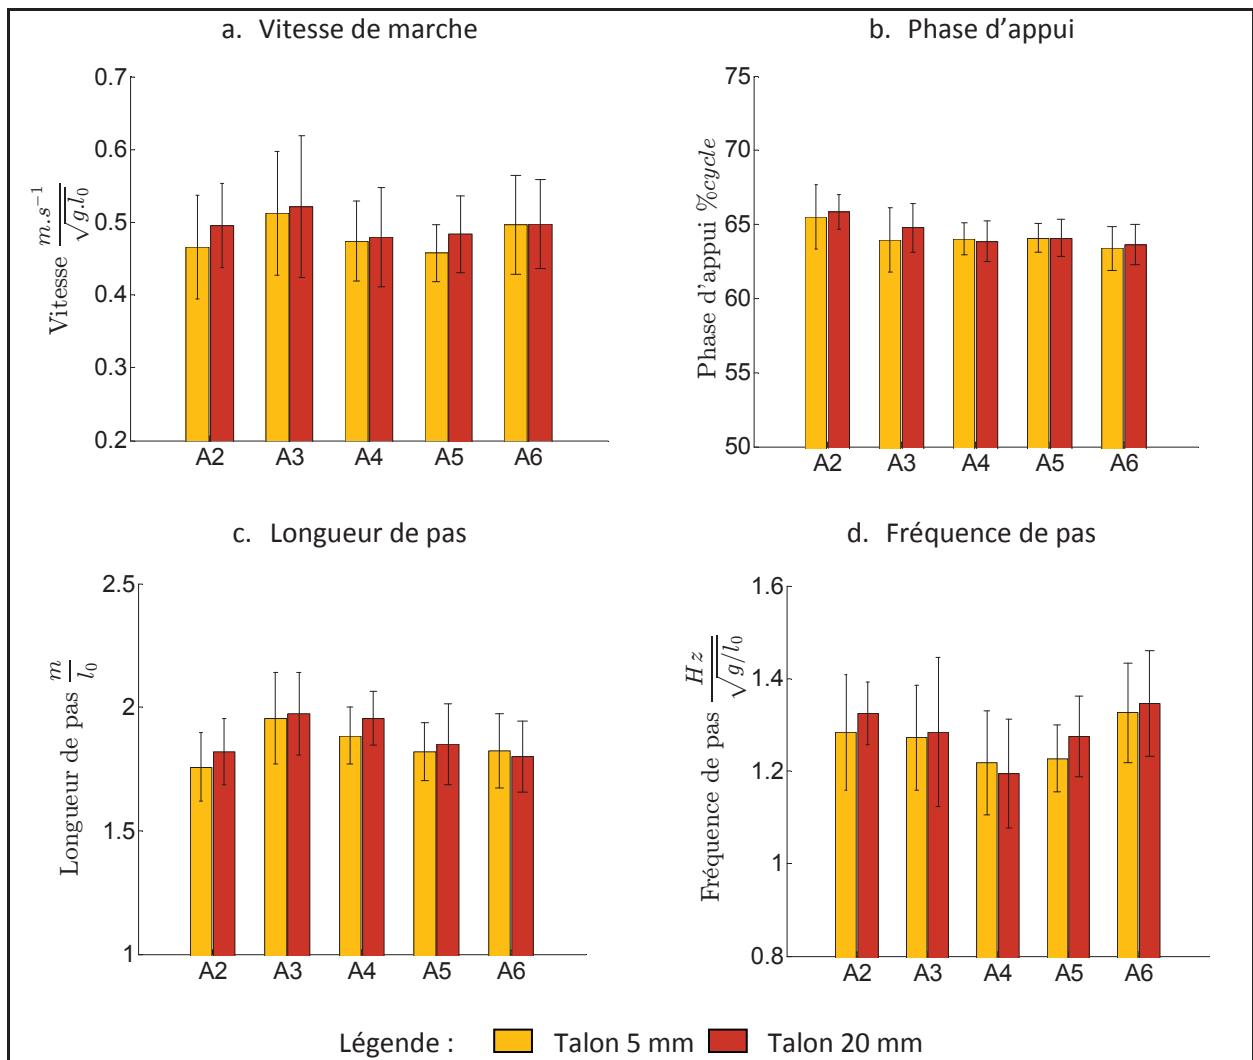 a. Vitesse de marche
b. Phase d'appui
Vitesse m.s⁻¹/√g.l₀
0.7
0.6
0.5
0.4
0.3
0.2
A2 A3 A4 A5 A6
Phase d'appui %cycle
75
70
65
60
55
50
A2 A3 A4 A5 A6
c. Longueur de pas
d. Fréquence de pas
Longueur de pas m/l₀
2.5
2
1.5
1
A2 A3 A4 A5 A6
Fréquence de pas Hz/√g/l₀
1.6
1.4
1.2
1
0.8
A2 A3 A4 A5 A6
Légende : Talon 5 mm Talon 20 mm